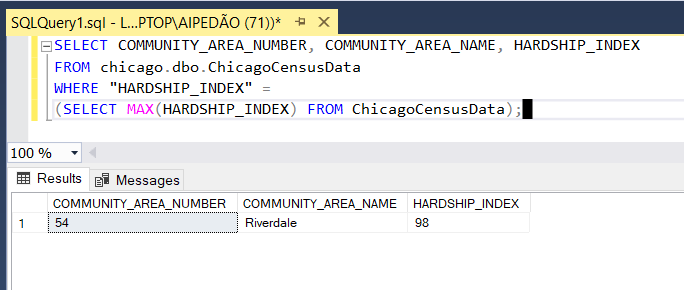 SQLQuery1.sql - L...PTOP\AIPEDÃO (71))*
SELECT COMMUNITY_AREA_NUMBER, COMMUNITY_AREA_NAME, HARDSHIP_INDEX
FROM chicago.dbo.ChicagoCensusData
WHERE "HARDSHIP_INDEX" =
(SELECT MAX(HARDSHIP_INDEX) FROM ChicagoCensusData);
100 %
Results Messages
COMMUNITY_AREA_NUMBER COMMUNITY_AREA_NAME HARDSHIP_INDEX
1 54 Riverdale 98